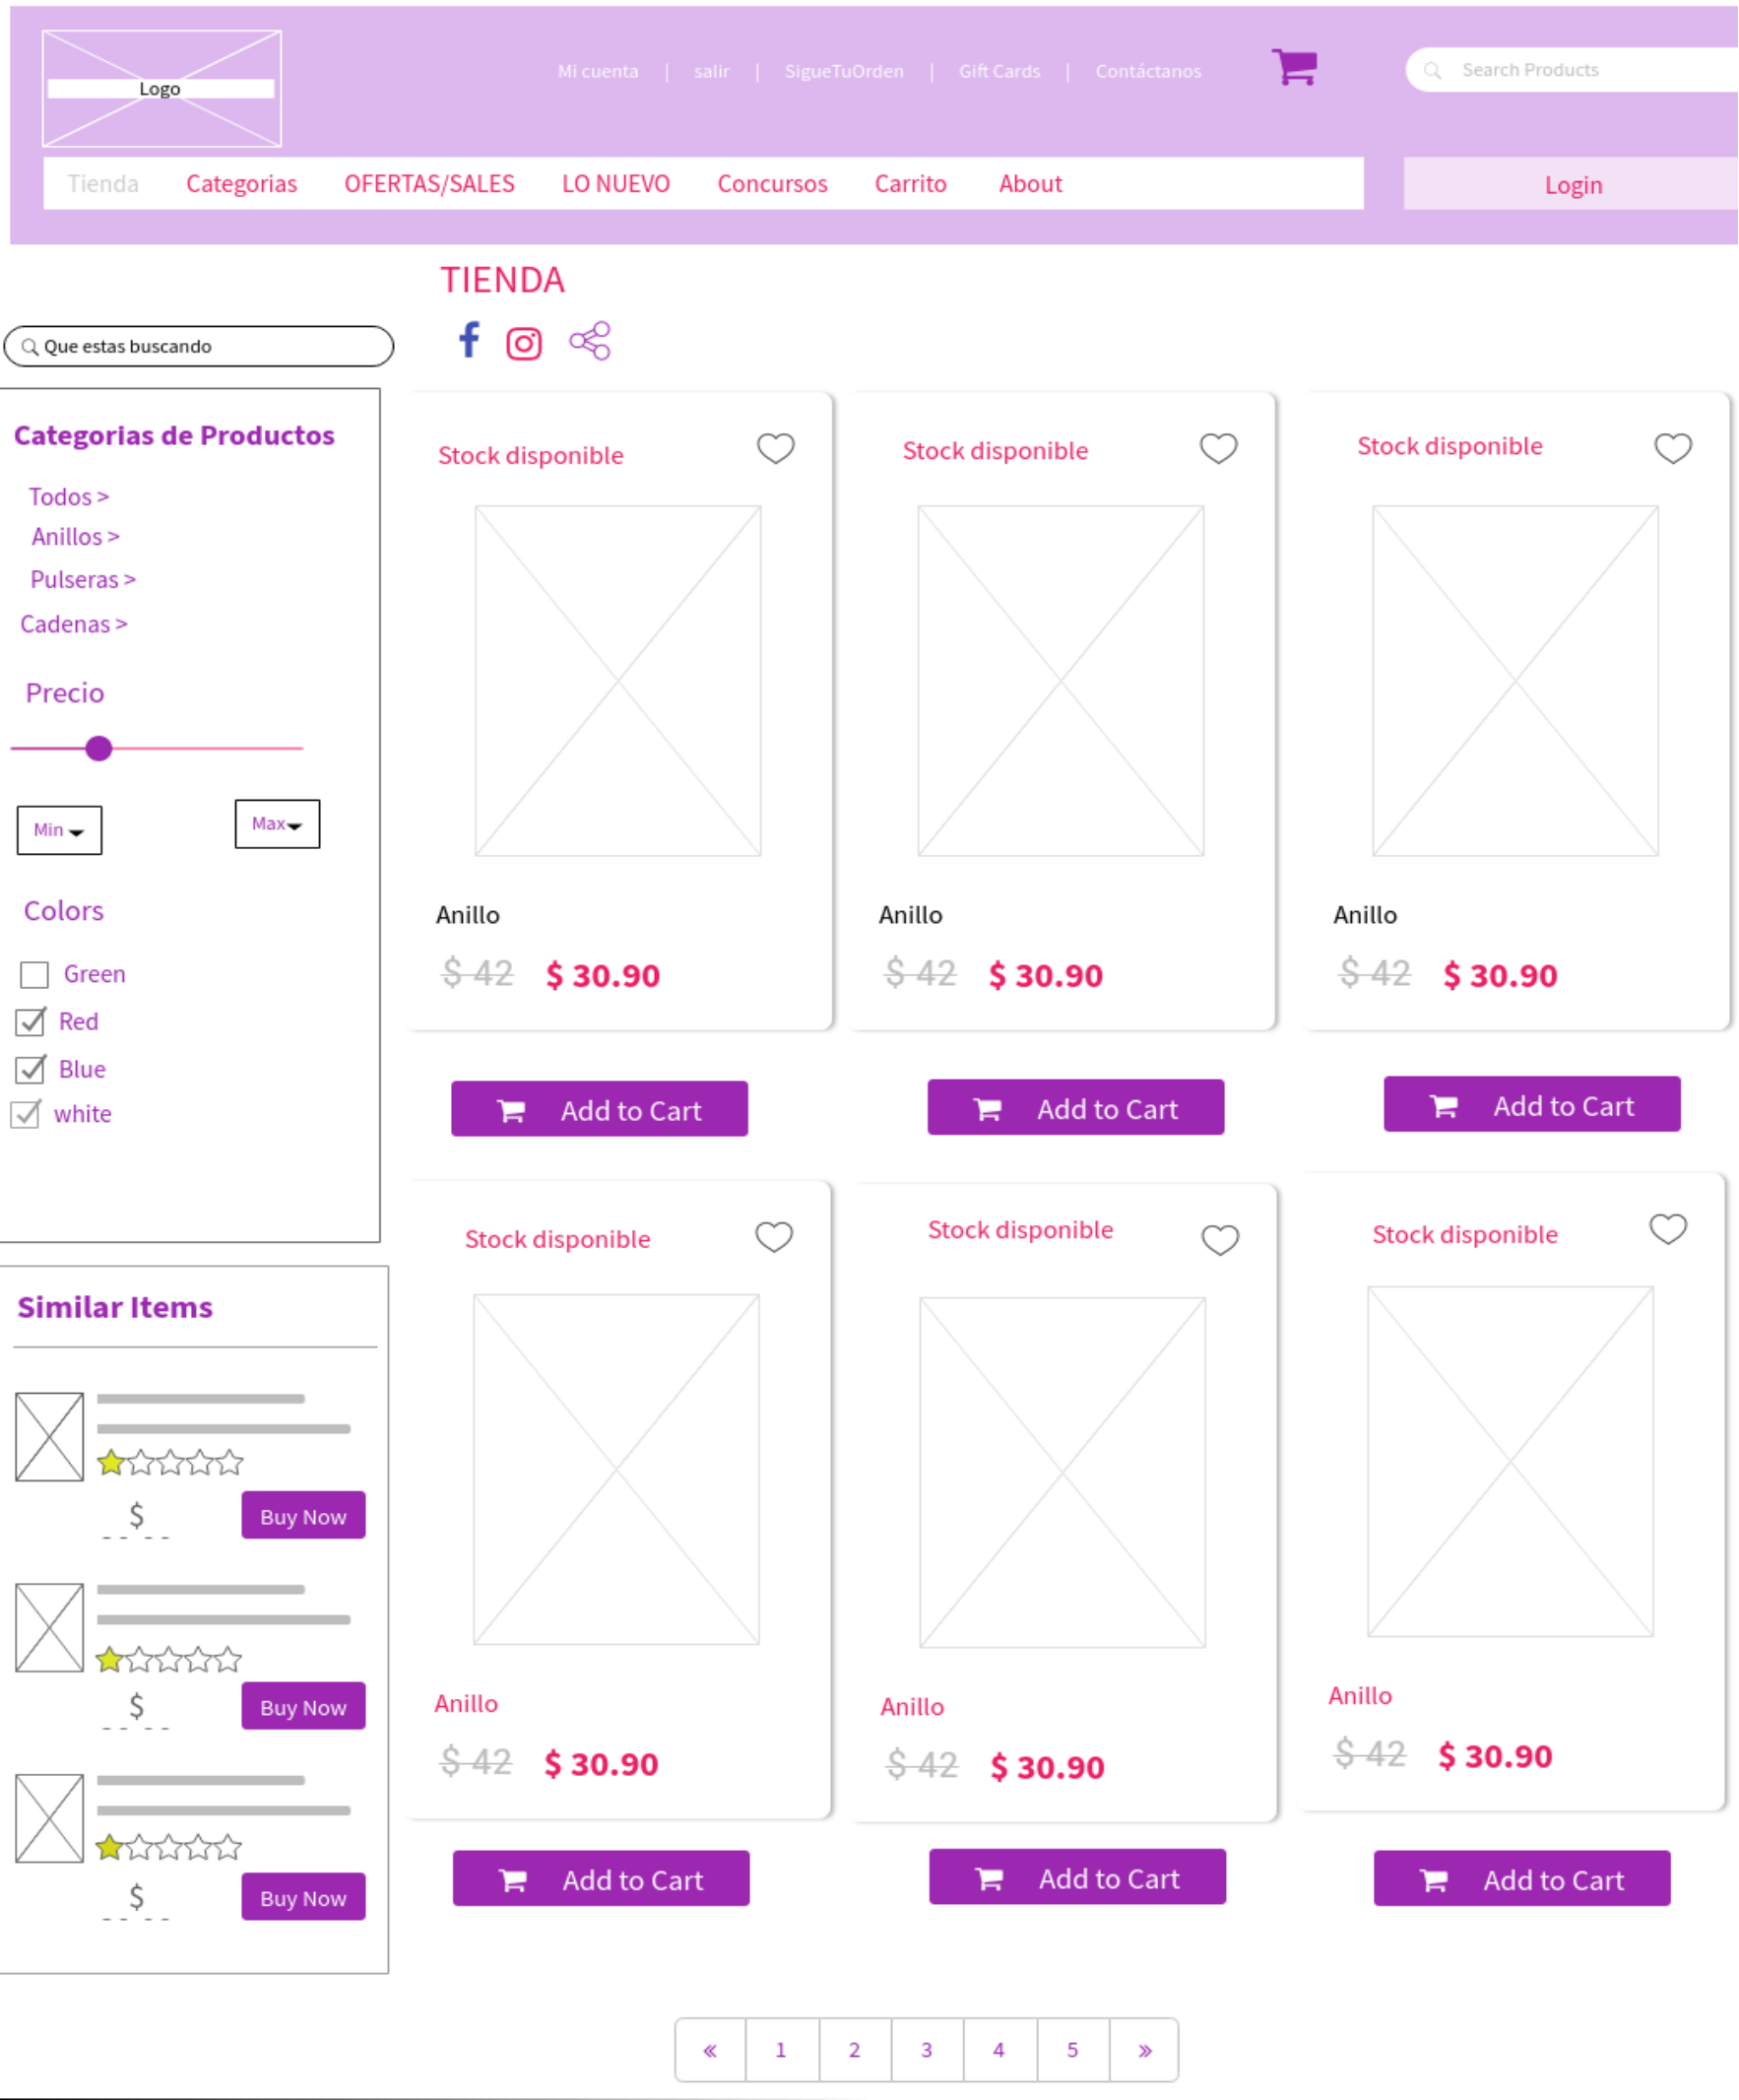 Logo
Mi cuenta | salir | SigueTuOrden | Gift Cards | Contáctanos
Search Products
Tienda Categorias OFERTAS/SALES LO NUEVO Concursos Carrito About
Login
TIENDA
Que estas buscando
Categorias de Productos
Todos >
Anillos >
Pulseras >
Cadenas >
Precio
Min
Max
Colors
Green
Red
Blue
white
Similar Items
$
Buy Now
$
Buy Now
$
Buy Now
Stock disponible
Anillo
$ 42 $ 30.90
Add to Cart
Stock disponible
Anillo
$ 42 $ 30.90
Add to Cart
Stock disponible
Anillo
$ 42 $ 30.90
Add to Cart
Stock disponible
Anillo
$ 42 $ 30.90
Add to Cart
Stock disponible
Anillo
$ 42 $ 30.90
Add to Cart
Stock disponible
Anillo
$ 42 $ 30.90
Add to Cart
« 1 2 3 4 5 »